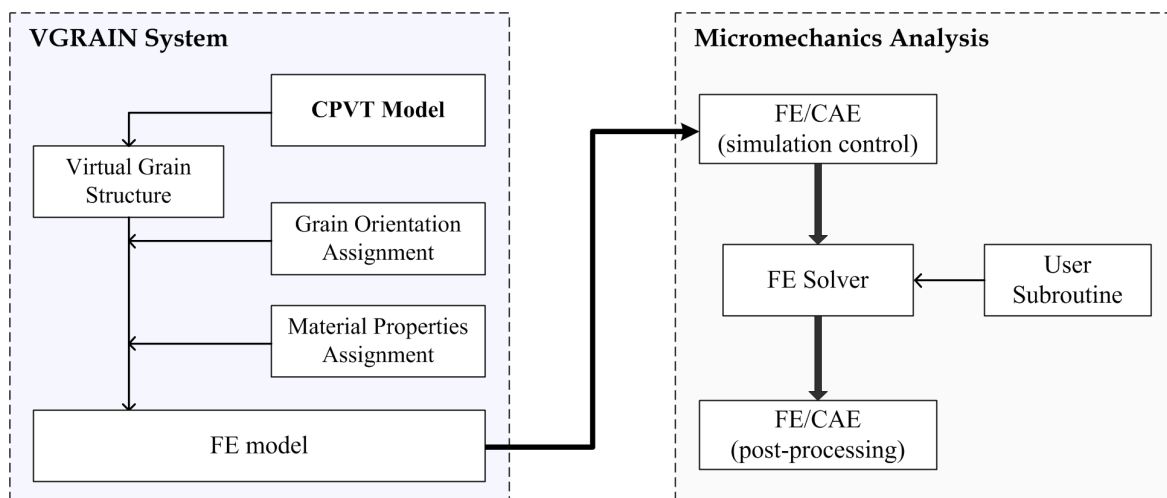 VGRAIN System
CPVT Model
Virtual Grain
Structure
Grain Orientation
Assignment
Material Properties
Assignment
FE model
Micromechanics Analysis
FE/CAE
(simulation control)
FE Solver
User
Subroutine
FE/CAE
(post-processing)